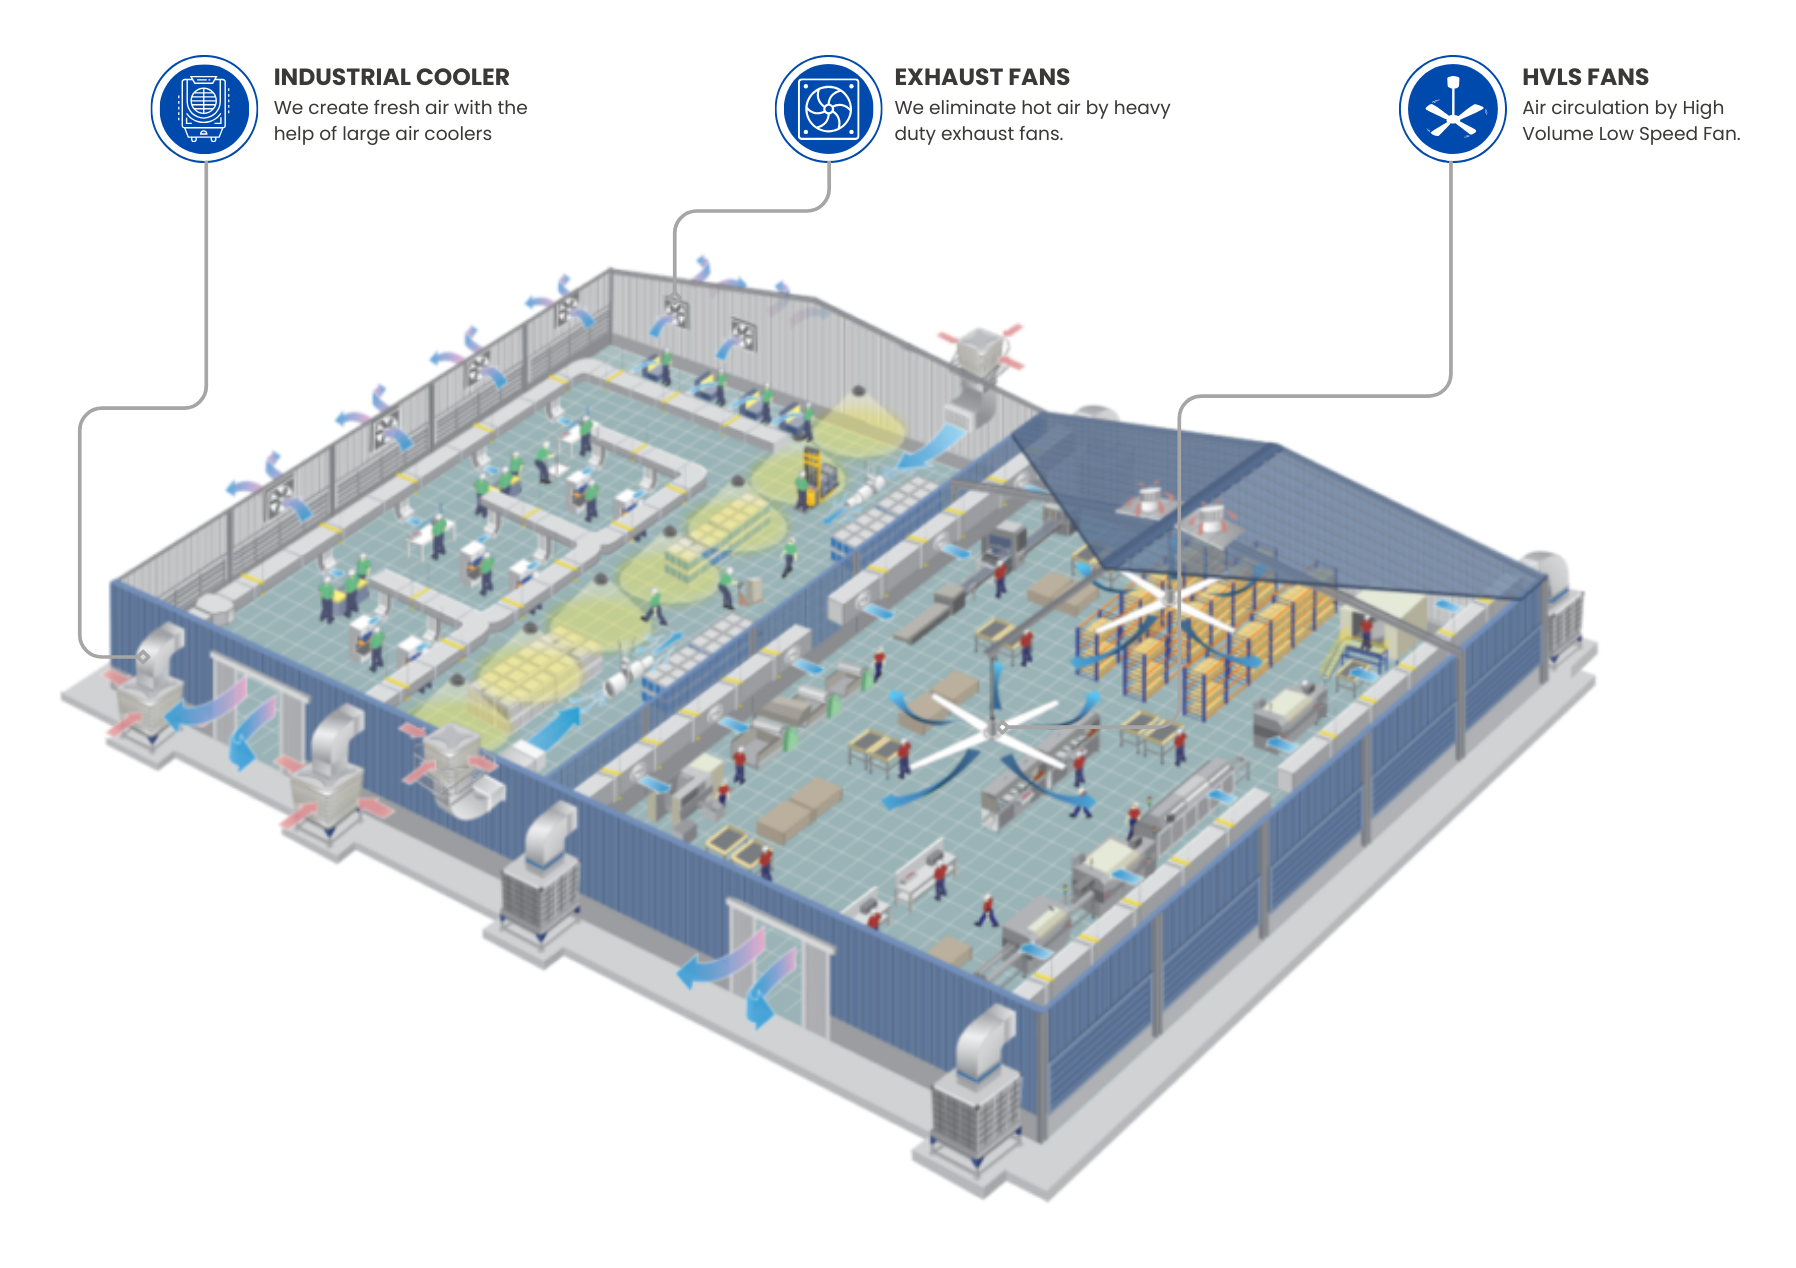 INDUSTRIAL COOLER
We create fresh air with the
help of large air coolers
EXHAUST FANS
We eliminate hot air by heavy
duty exhaust fans.
HVLS FANS
Air circulation by High
Volume Low Speed Fan.